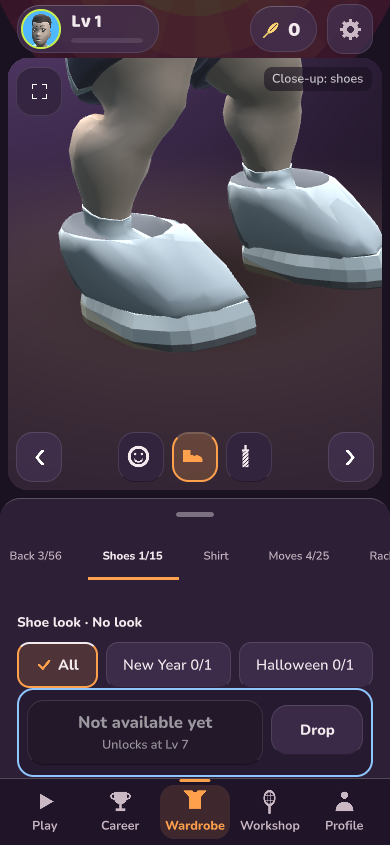 Lv 1
0
Close-up: shoes
Back 3/56
Shoes 1/15
Shirt
Moves 4/25
Shoe look · No look
All
New Year 0/1
Halloween 0/1
Not available yet
Unlocks at Lv 7
Drop
Play
Career
Wardrobe
Workshop
Profile